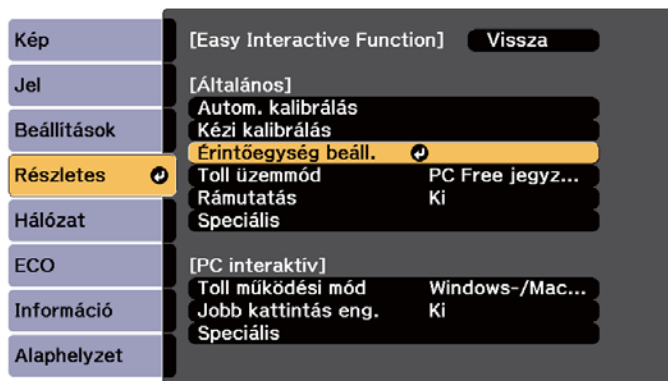 Kép
Jel
Beállítások
Részletes
Hálózat
ECO
Információ
Alaphelyzet
[Easy Interactive Function] Vissza
[Általános]
Autom. kalibrálás
Kézi kalibrálás
Érintőegység beáll.
Toll üzemmód PC Free jegyz...
Rámutatás Ki
Speciális
[PC interaktív]
Toll működési mód Windows-/Mac...
Jobb kattintás eng. Ki
Speciális